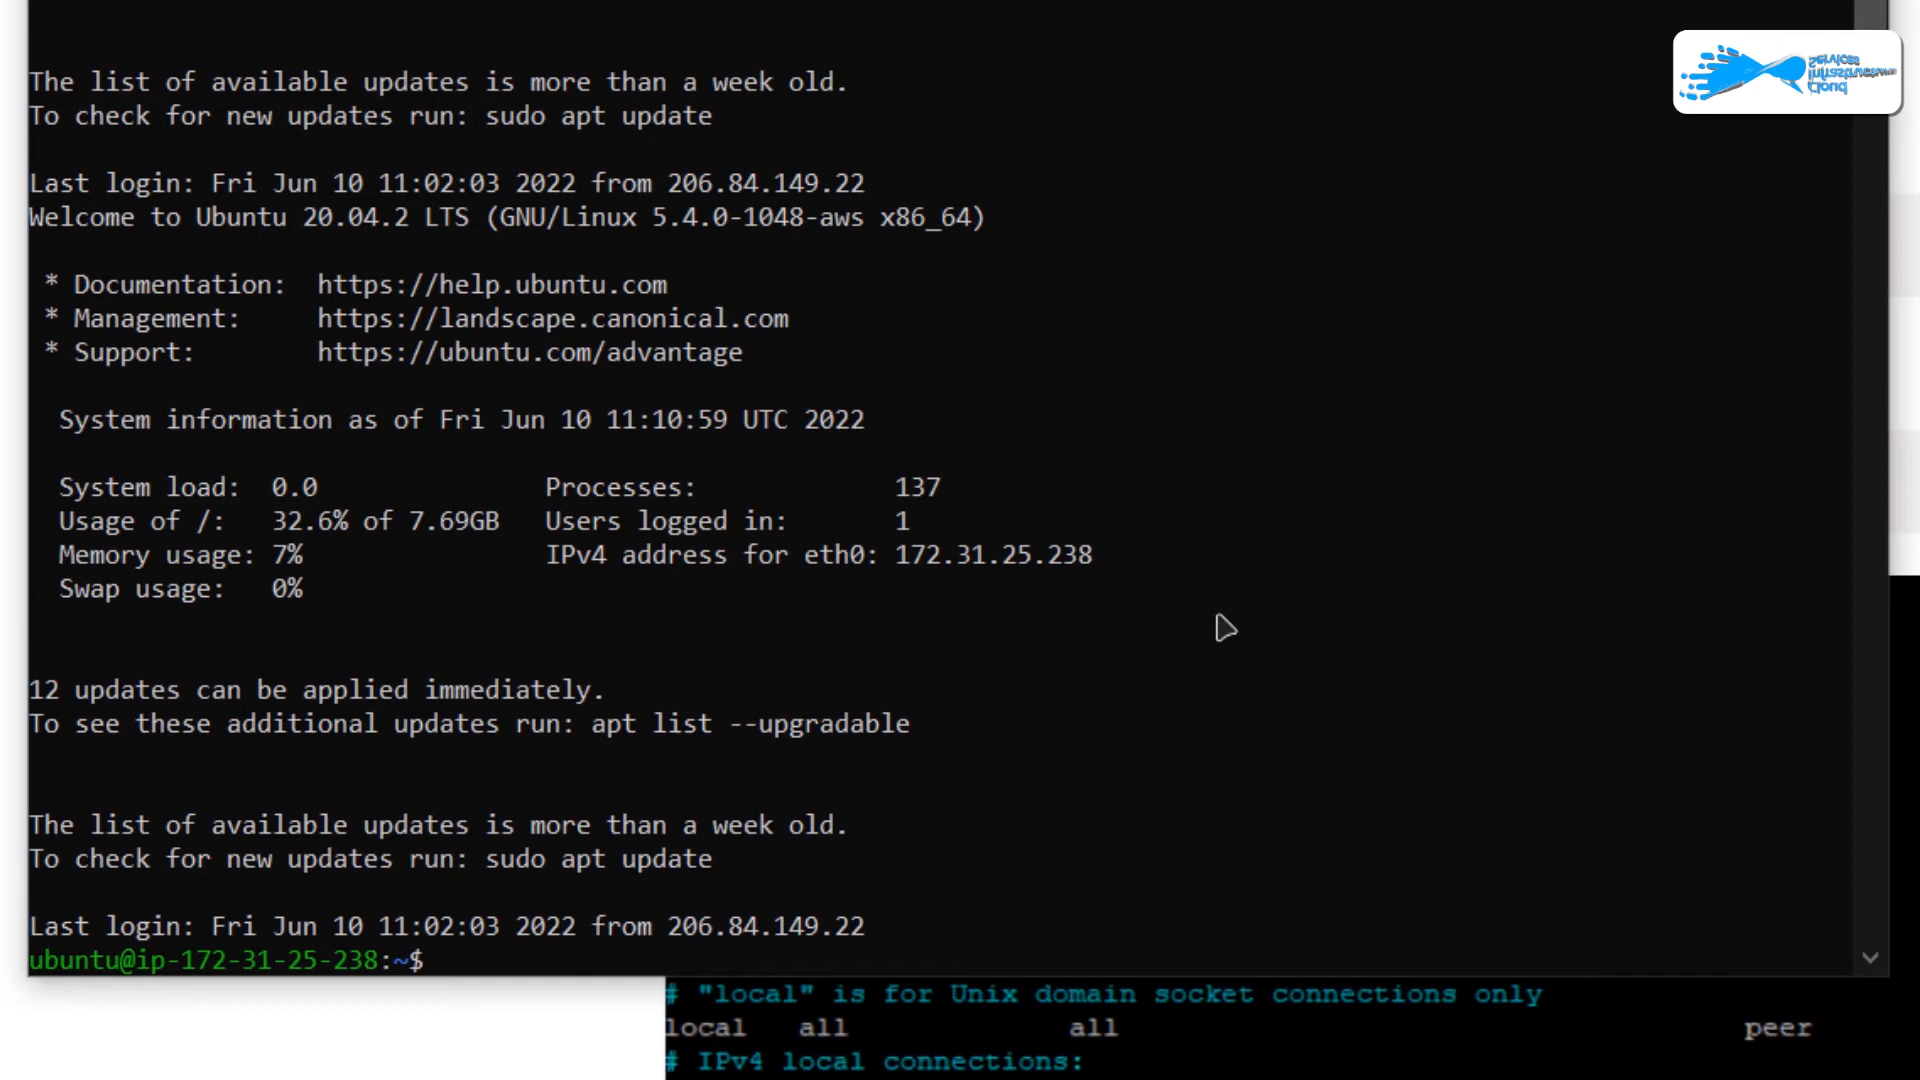 The list of available updates is more than a week old.
To check for new updates run: sudo apt update
Last login: Fri Jun 10 11:02:03 2022 from 206.84.149.22
Welcome to Ubuntu 20.04.2 LTS (GNU/Linux 5.4.0-1048-aws x86_64)
* Documentation: https://help.ubuntu.com
* Management: https://landscape.canonical.com
* Support: https://ubuntu.com/advantage
System information as of Fri Jun 10 11:10:59 UTC 2022
System load: 0.0 Processes: 137
Usage of /: 32.6% of 7.69GB Users logged in: 1
Memory usage: 7% IPv4 address for eth0: 172.31.25.238
Swap usage: 0%
12 updates can be applied immediately.
To see these additional updates run: apt list --upgradable
The list of available updates is more than a week old.
To check for new updates run: sudo apt update
Last login: Fri Jun 10 11:02:03 2022 from 206.84.149.22
ubuntu@ip-172-31-25-238:~$
# "local" is for Unix domain socket connections only
local all all peer
# IPv4 local connections:
Services
Cloud